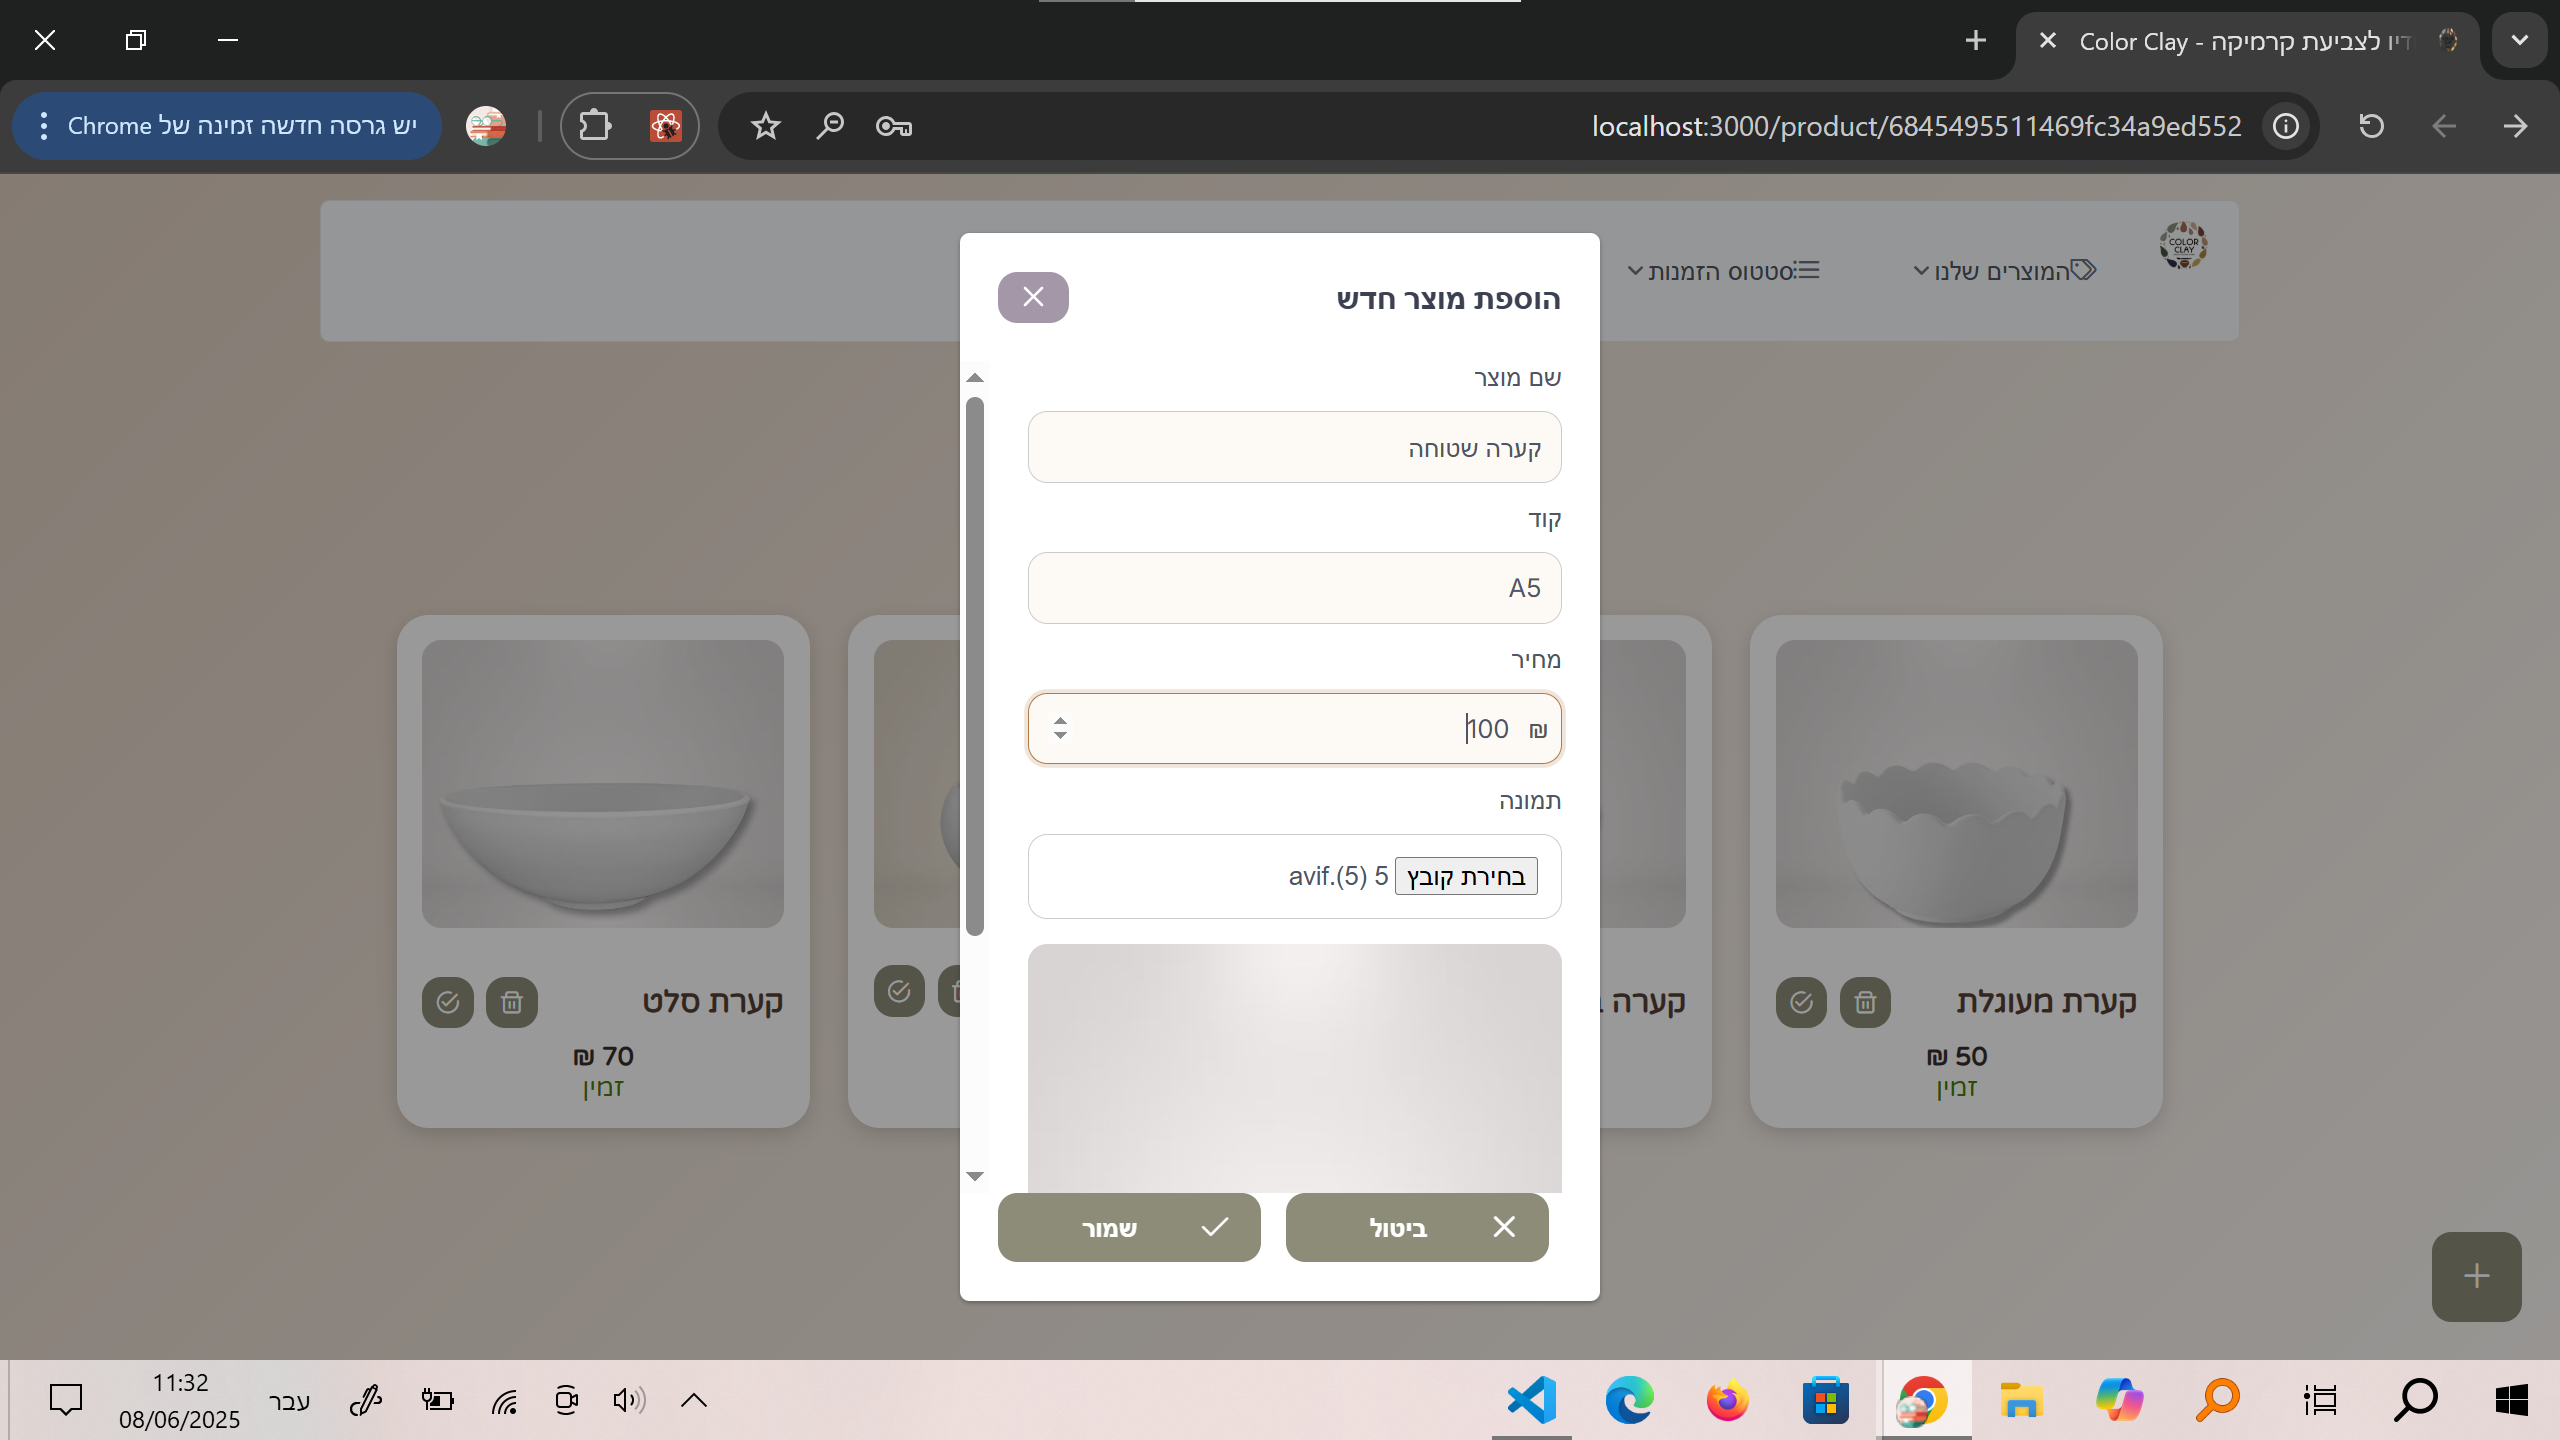 Color Clay - דיו לצביעת קרמיקה
יש גרסה חדשה זמינה של Chrome
localhost:3000/product/6845495511469fc34a9ed552
COLOR
CLAY
המוצרים שלנו
סטטוס הזמנות
הוספת מוצר חדש
שם מוצר
קערה שטוחה
קוד
A5
מחיר
₪ 100
תמונה
בחירת קובץ 5 (5).avif
ביטול
שמור
קערת מעוגלת
50 ₪
זמין
קערה
קערת סלט
70 ₪
זמין
עבר
11:32
08/06/2025